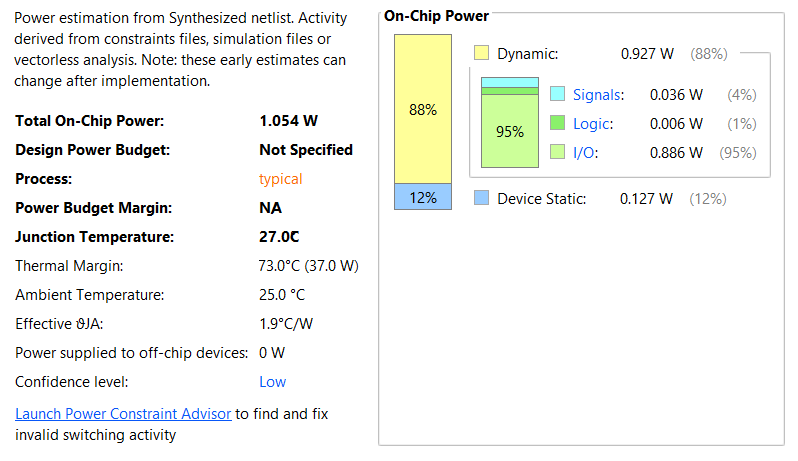 Power estimation from Synthesized netlist. Activity
derived from constraints files, simulation files or
vectorless analysis. Note: these early estimates can
change after implementation.
Total On-Chip Power: 1.054 W
Design Power Budget: Not Specified
Process: typical
Power Budget Margin: NA
Junction Temperature: 27.0C
Thermal Margin: 73.0°C (37.0 W)
Ambient Temperature: 25.0 °C
Effective ϑJA: 1.9°C/W
Power supplied to off-chip devices: 0 W
Confidence level: Low
Launch Power Constraint Advisor to find and fix
invalid switching activity
On-Chip Power
88%
12%
Dynamic: 0.927 W (88%)
95%
Signals: 0.036 W (4%)
Logic: 0.006 W (1%)
I/O: 0.886 W (95%)
Device Static: 0.127 W (12%)